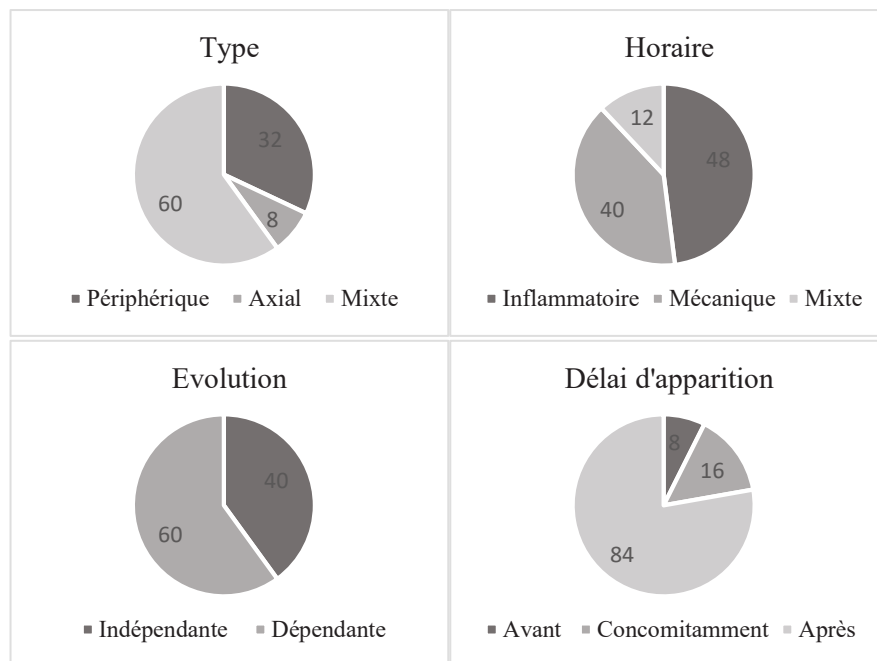 Type
32
8
60
Périphérique Axial Mixte
Horaire
12
48
40
Inflammatoire Mécanique Mixte
Evolution
40
60
Indépendante Dépendante
Délai d'apparition
8
16
84
Avant Concomitamment Après